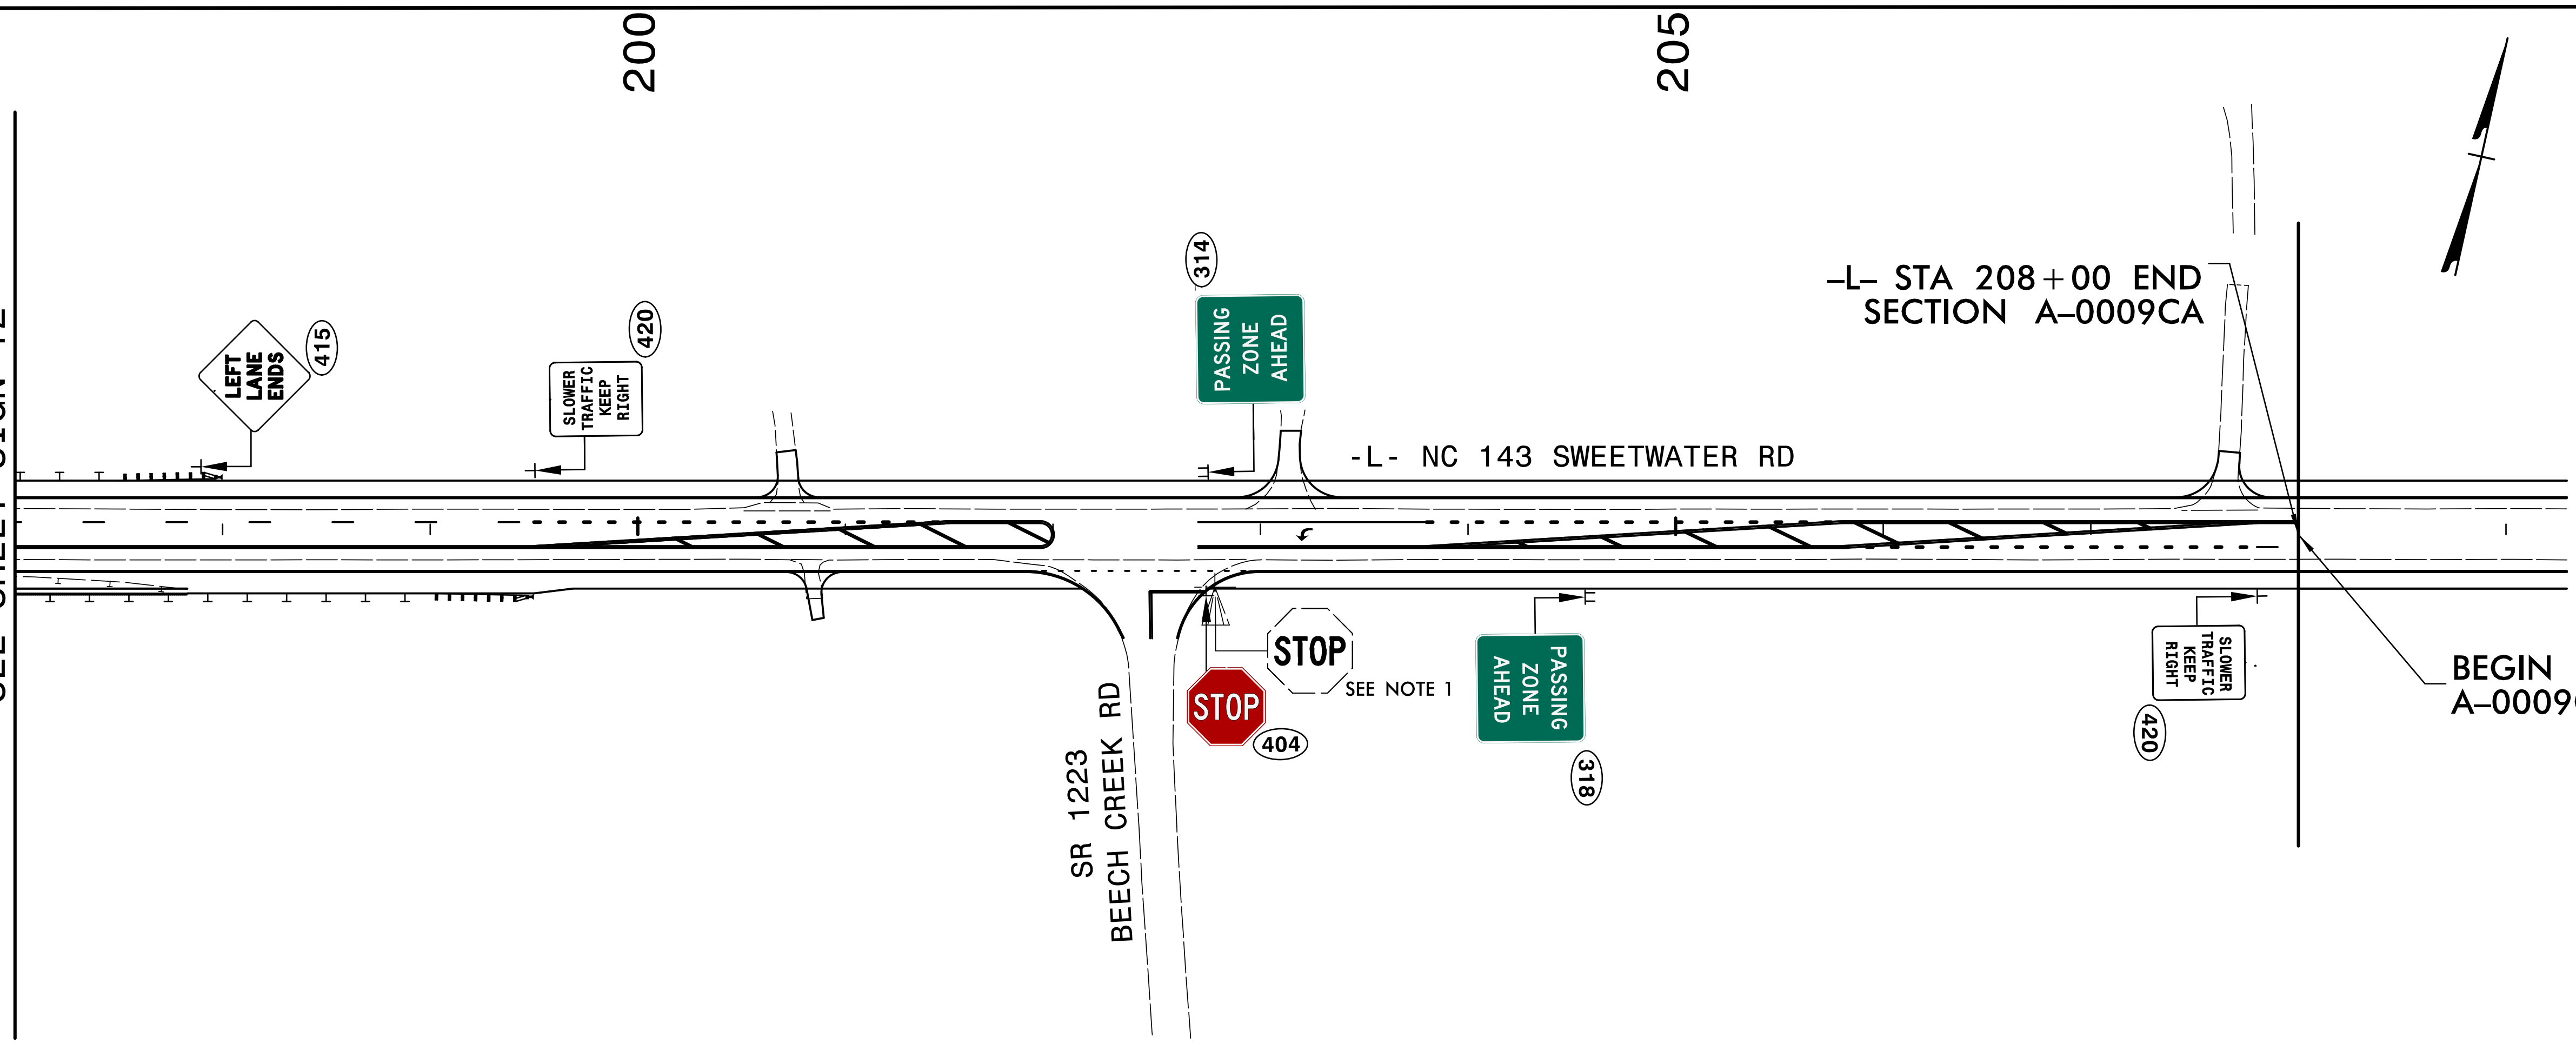 200
205
415
LEFT
LANE
ENDS
420
SLOWER
TRAFFIC
KEEP
RIGHT
314
PASSING
ZONE
AHEAD
–L– STA 208+00 END
SECTION A–0009CA
-L- NC 143 SWEETWATER RD
STOP
SEE NOTE 1
STOP
404
PASSING
ZONE
AHEAD
318
SLOWER
TRAFFIC
KEEP
RIGHT
420
BEGIN
A–0009
SR 1223
BEECH CREEK RD